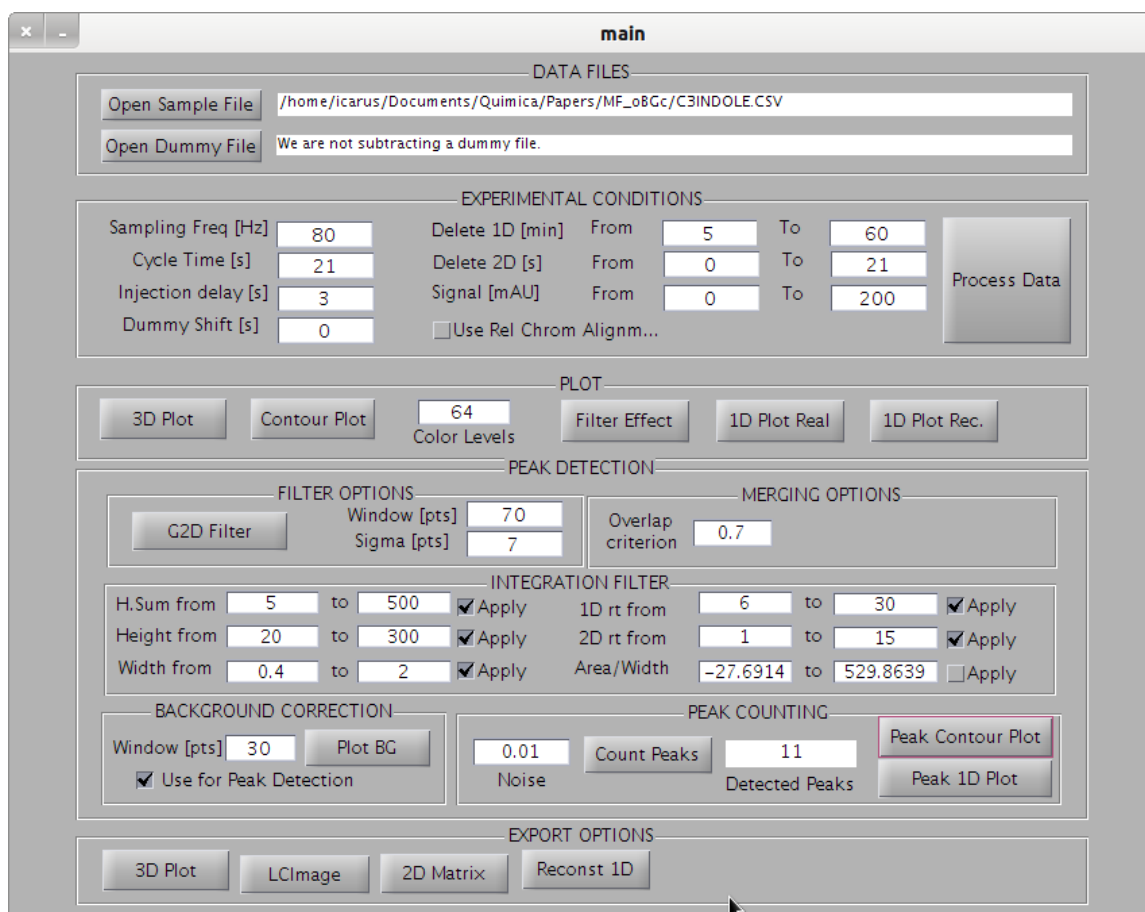 main
DATA FILES
Open Sample File /home/icarus/Documents/Quimica/Papers/MF_oBGc/C3INDOLE.CSV
Open Dummy File We are not subtracting a dummy file.
EXPERIMENTAL CONDITIONS
Sampling Freq [Hz] 80 Delete 1D [min] From 5 To 60
Cycle Time [s] 21 Delete 2D [s] From 0 To 21
Injection delay [s] 3 Signal [mAU] From 0 To 200
Process Data
Dummy Shift [s] 0 Use Rel Chrom Alignm...
PLOT
3D Plot Contour Plot 64 Filter Effect 1D Plot Real 1D Plot Rec.
Color Levels
PEAK DETECTION
FILTER OPTIONS MERGING OPTIONS
G2D Filter Window [pts] 70 Overlap criterion 0.7
Sigma [pts] 7
INTEGRATION FILTER
H.Sum from 5 to 500 Apply 1D rt from 6 to 30 Apply
Height from 20 to 300 Apply 2D rt from 1 to 15 Apply
Width from 0.4 to 2 Apply Area/Width -27.6914 to 529.8639 Apply
BACKGROUND CORRECTION PEAK COUNTING
Window [pts] 30 Plot BG 0.01 Count Peaks 11 Peak Contour Plot
Use for Peak Detection Noise Detected Peaks Peak 1D Plot
EXPORT OPTIONS
3D Plot LCImage 2D Matrix Reconst 1D